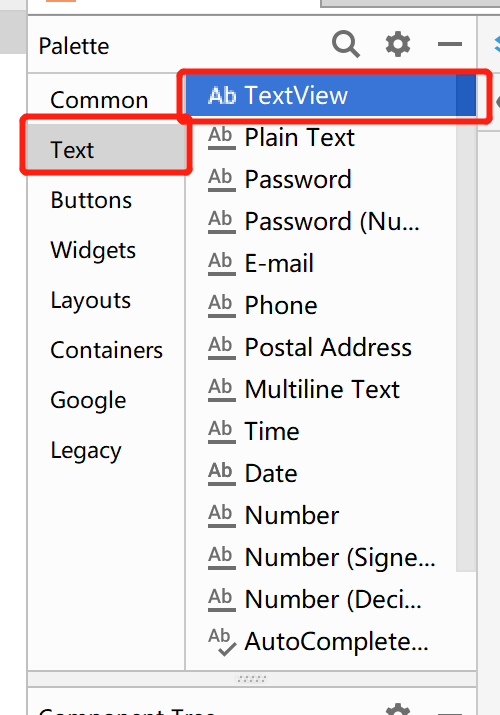 Palette
Common
Text
Buttons
Widgets
Layouts
Containers
Google
Legacy
Ab TextView
Ab Plain Text
Ab Password
Ab Password (Nu...
Ab E-mail
Ab Phone
Ab Postal Address
Ab Multiline Text
Ab Time
Ab Date
Ab Number
Ab Number (Signe...
Ab Number (Deci...
Ab AutoComplete...
Component Tree